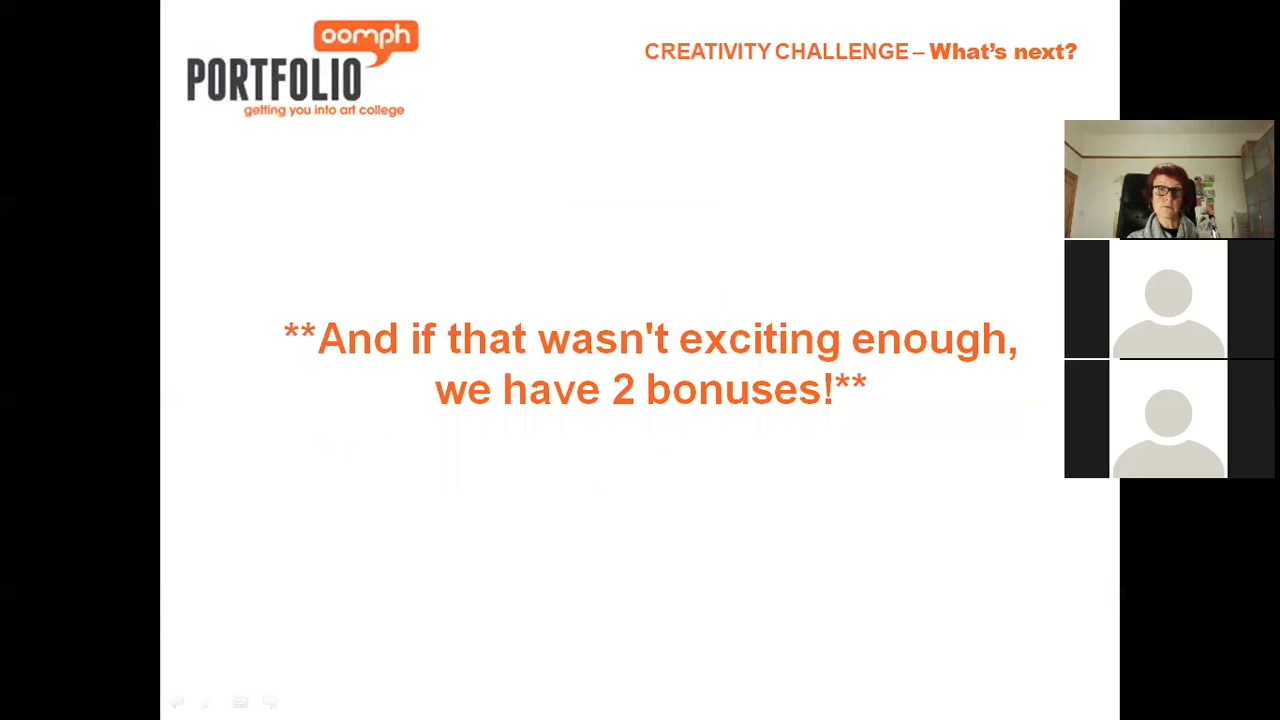 oomph
PORTFOLIO
getting you into art college
CREATIVITY CHALLENGE – What's next?
**And if that wasn't exciting enough,
we have 2 bonuses!**